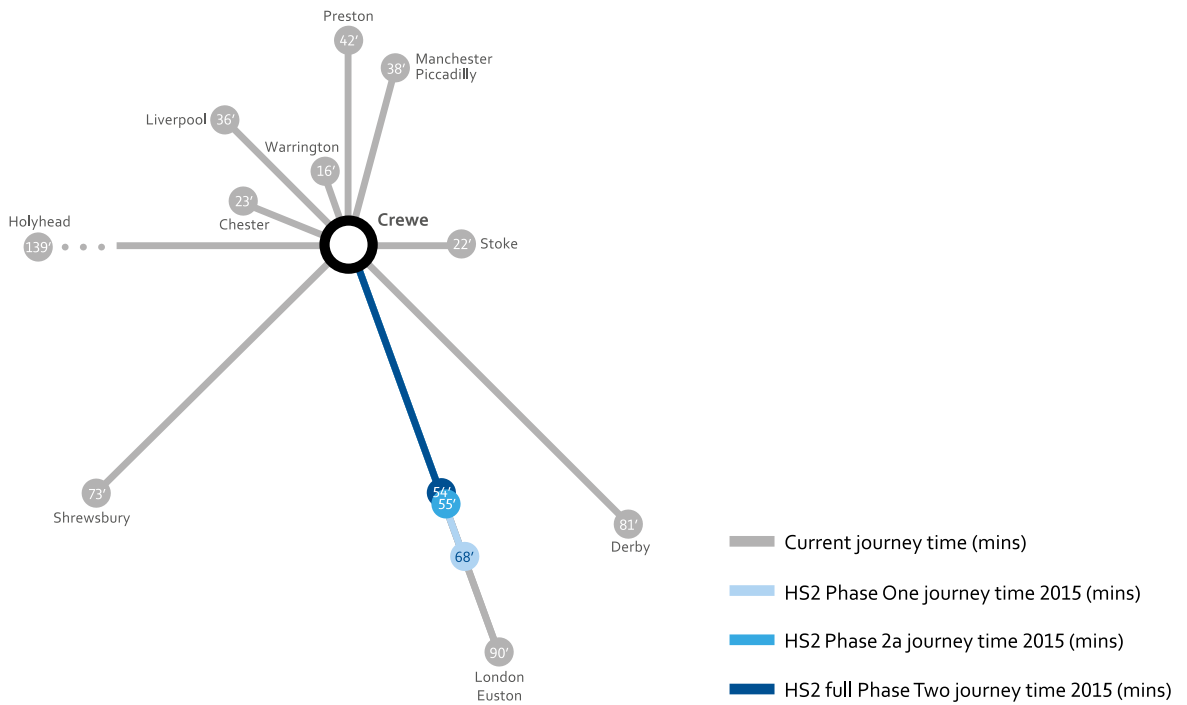 Preston
42′
Manchester
Piccadilly
38′
Liverpool
36′
Warrington
16′
23′
Chester
Crewe
Holyhead
139′
22′
Stoke
54′
55′
73′
Shrewsbury
68′
81′
Derby
90′
London
Euston
Current journey time (mins)
HS2 Phase One journey time 2015 (mins)
HS2 Phase 2a journey time 2015 (mins)
HS2 full Phase Two journey time 2015 (mins)